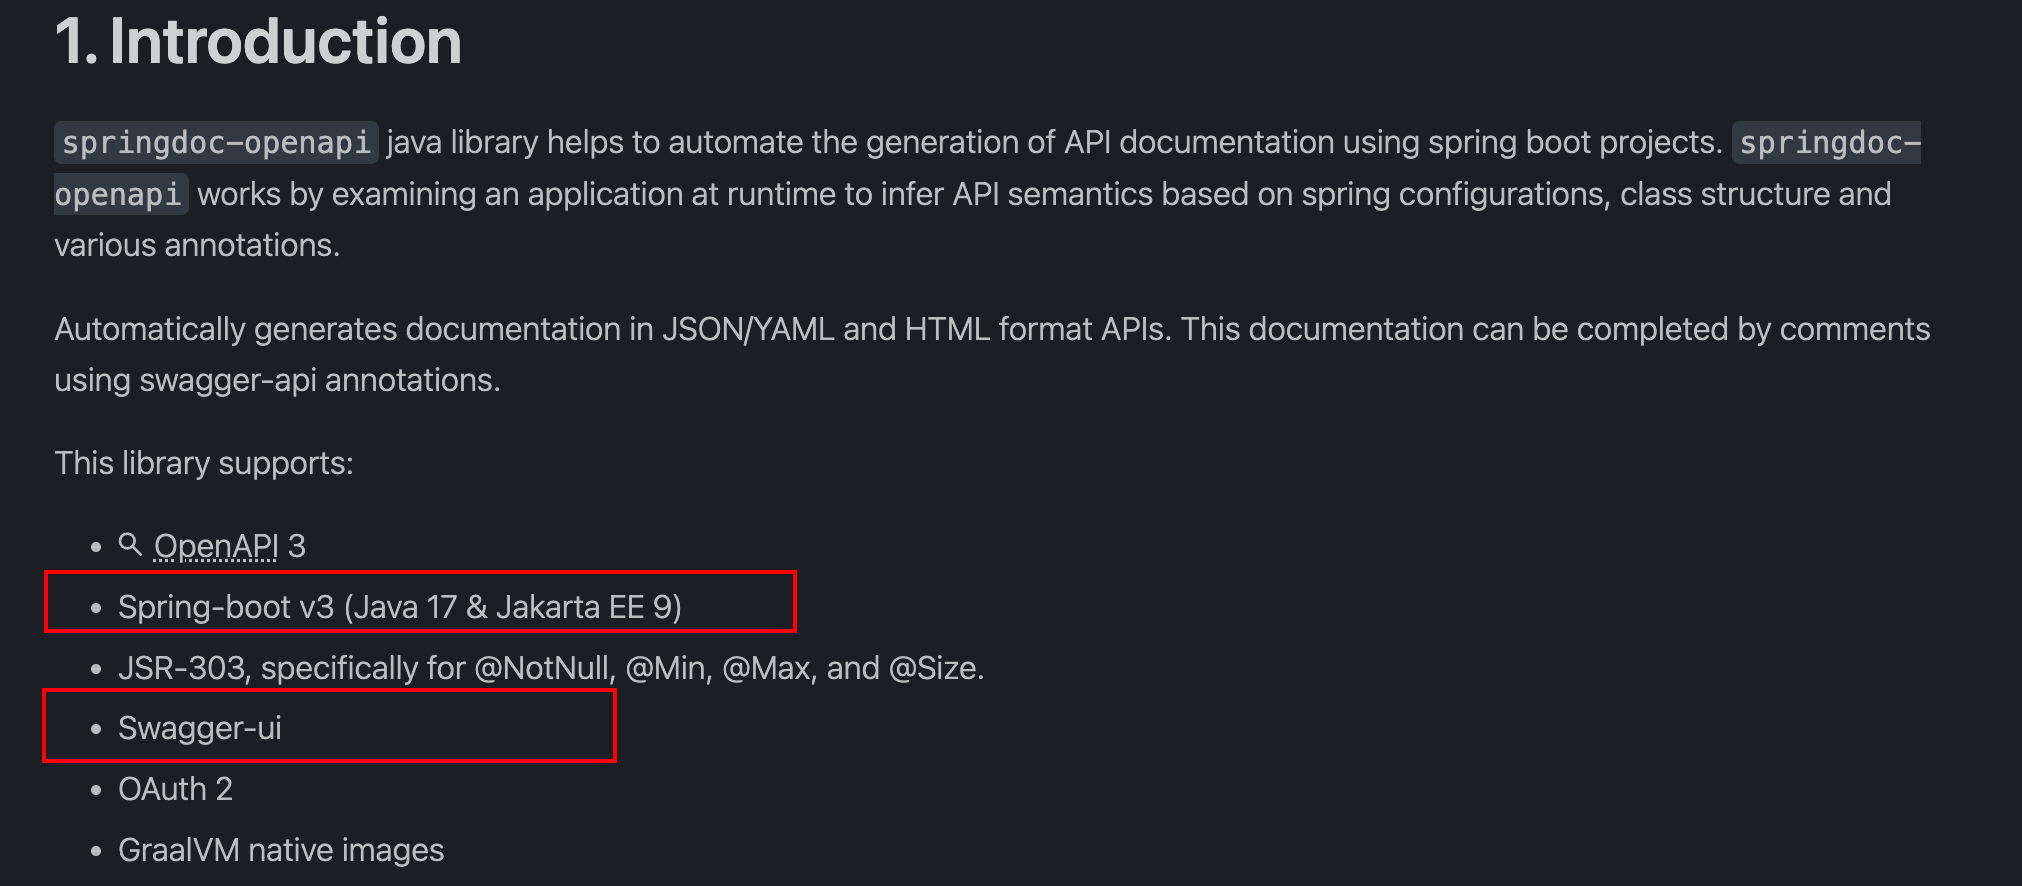 1. Introduction
springdoc-openapi java library helps to automate the generation of API documentation using spring boot projects. springdoc-
openapi works by examining an application at runtime to infer API semantics based on spring configurations, class structure and
various annotations.
Automatically generates documentation in JSON/YAML and HTML format APIs. This documentation can be completed by comments
using swagger-api annotations.
This library supports:
• OpenAPI 3
• Spring-boot v3 (Java 17 & Jakarta EE 9)
• JSR-303, specifically for @NotNull, @Min, @Max, and @Size.
• Swagger-ui
• OAuth 2
• GraalVM native images